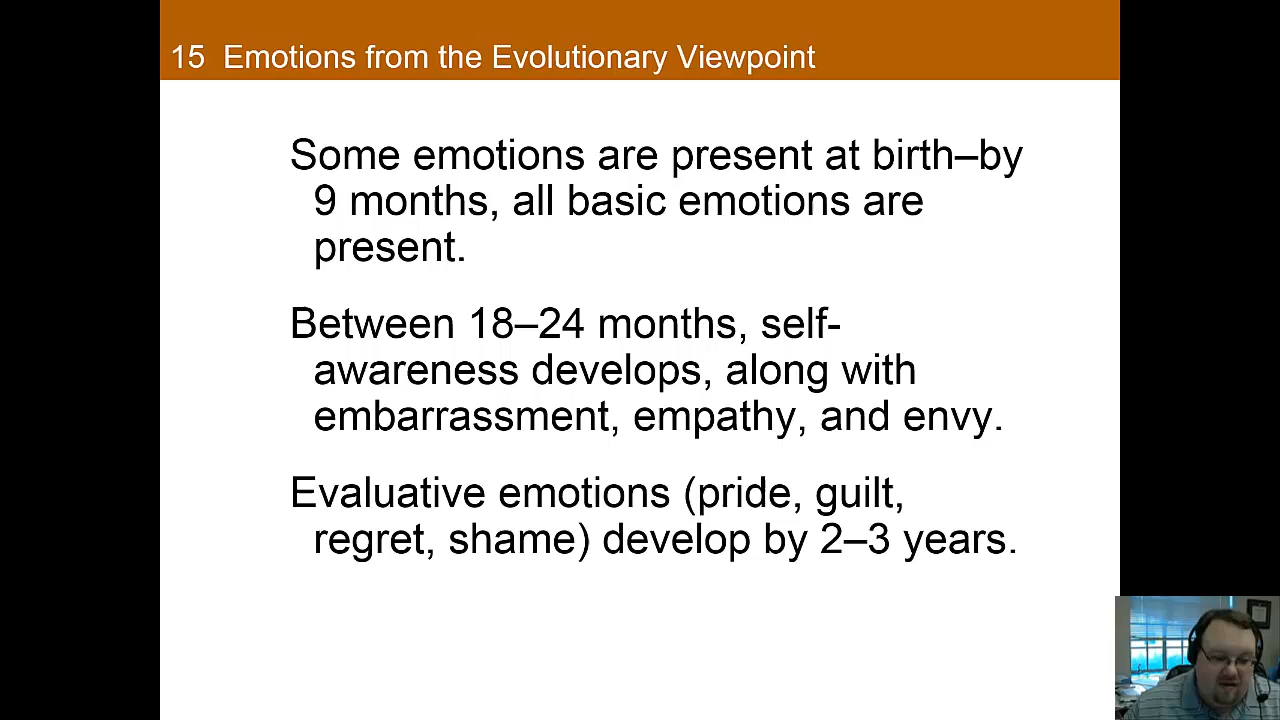 15 Emotions from the Evolutionary Viewpoint
Some emotions are present at birth–by
9 months, all basic emotions are
present.
Between 18–24 months, self-
awareness develops, along with
embarrassment, empathy, and envy.
Evaluative emotions (pride, guilt,
regret, shame) develop by 2–3 years.